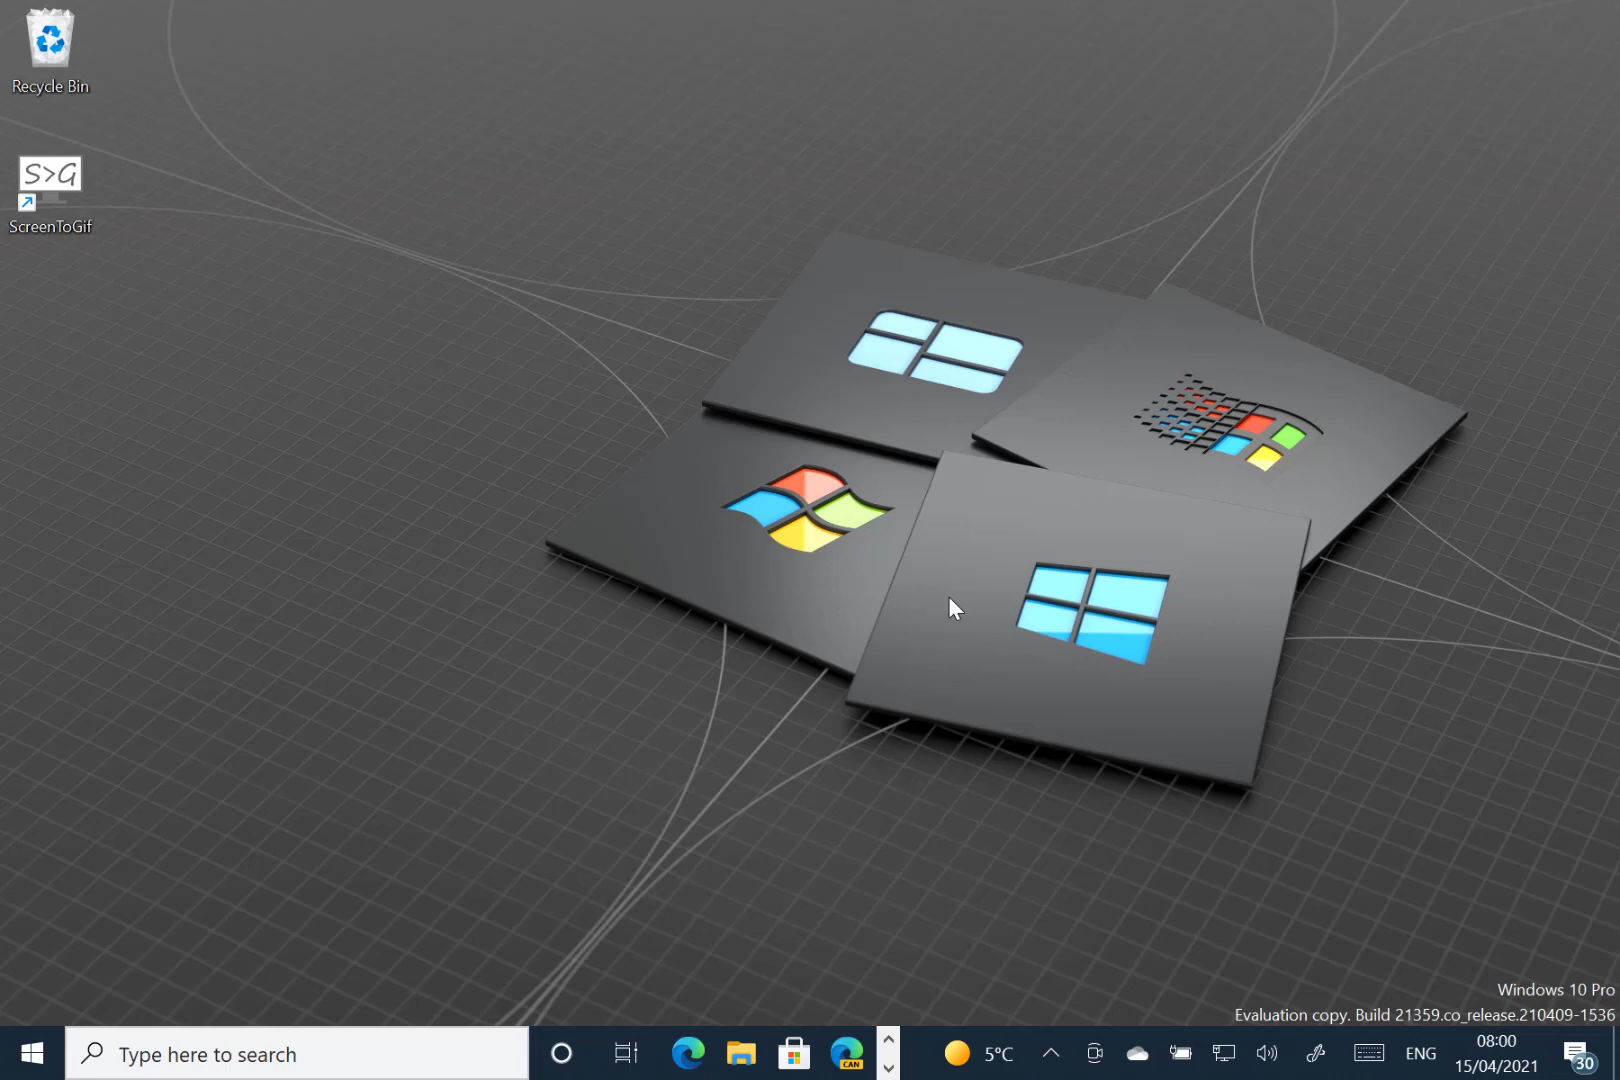 Recycle Bin
S>G
ScreenToGif
Windows 10 Pro
Evaluation copy. Build 21359.co_release.210409-1536
Type here to search
CAN
5°C
ENG
08:00
15/04/2021
30